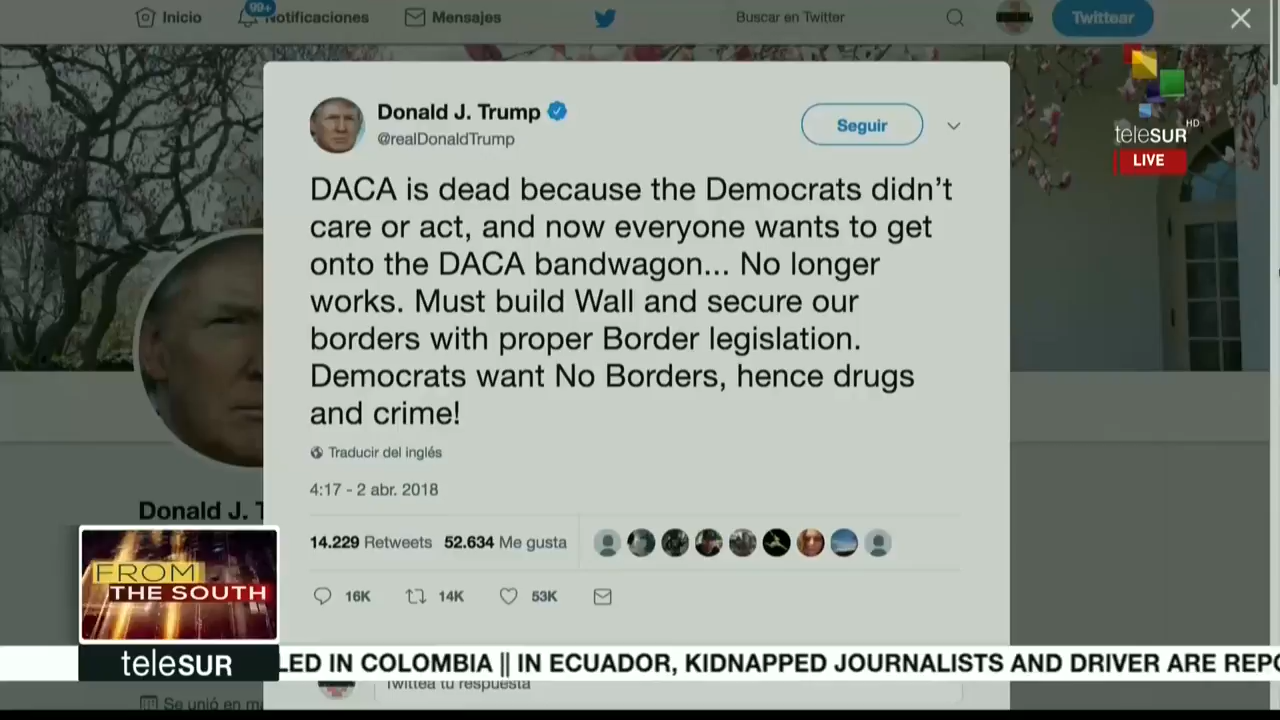 Inicio
99+
Notificaciones
Mensajes
Buscar en Twitter
Twittear
Donald J. Trump
@realDonaldTrump
Seguir
teleSUR HD
LIVE
DACA is dead because the Democrats didn't
care or act, and now everyone wants to get
onto the DACA bandwagon... No longer
works. Must build Wall and secure our
borders with proper Border legislation.
Democrats want No Borders, hence drugs
and crime!
Traducir del inglés
4:17 - 2 abr. 2018
Donald J. T
14.229 Retweets 52.634 Me gusta
16K 14K 53K
FROM
THE SOUTH
teleSUR
LED IN COLOMBIA || IN ECUADOR, KIDNAPPED JOURNALISTS AND DRIVER ARE REPO
Twittea tu respuesta
Se unió en ma